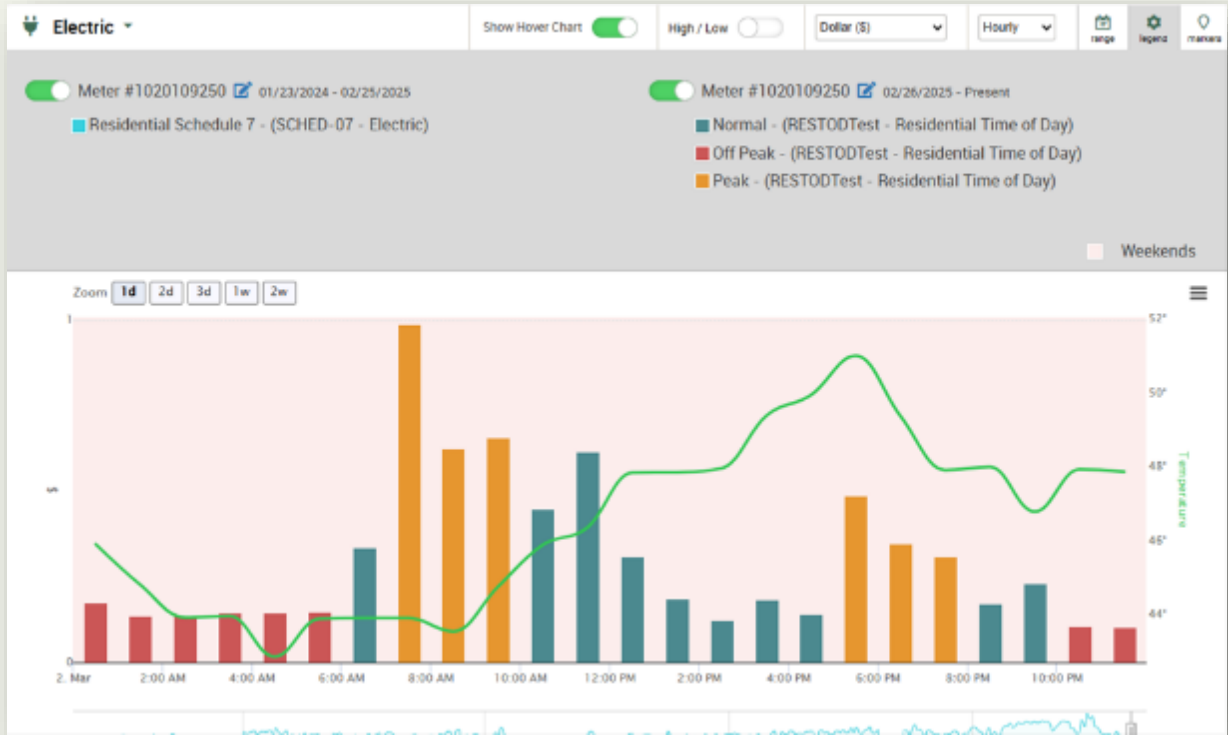 Electric
Show Hover Chart
High / Low
Dollar ($)
Hourly
range
legend
markers
Meter #1020109250 01/23/2024 - 02/25/2025
Residential Schedule 7 - (SCHED-07 - Electric)
Meter #1020109250 02/26/2025 - Present
Normal - (RESTODTest - Residential Time of Day)
Off Peak - (RESTODTest - Residential Time of Day)
Peak - (RESTODTest - Residential Time of Day)
Weekends
Zoom 1d 2d 3d 1w 2w
1
0
$
52°
50°
48°
46°
44°
Temperature
2. Mar 2:00 AM 4:00 AM 6:00 AM 8:00 AM 10:00 AM 12:00 PM 2:00 PM 4:00 PM 6:00 PM 8:00 PM 10:00 PM